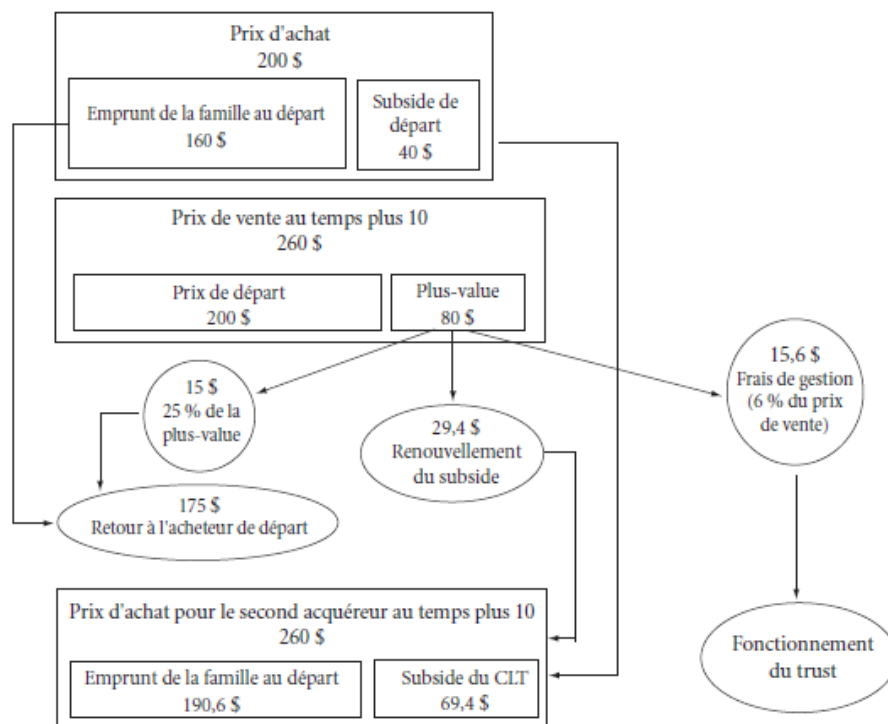 Prix d'achat
200 $
Emprunt de la famille au départ
160 $
Subside de
départ
40 $
Prix de vente au temps plus 10
260 $
Prix de départ
200 $
Plus-value
80 $
15 $
25 % de la
plus-value
29,4 $
Renouvellement
du subside
15,6 $
Frais de gestion
(6 % du prix
de vente)
175 $
Retour à l'acheteur de départ
Prix d'achat pour le second acquéreur au temps plus 10
260 $
Emprunt de la famille au départ
190,6 $
Subside du CLT
69,4 $
Fonctionnement
du trust